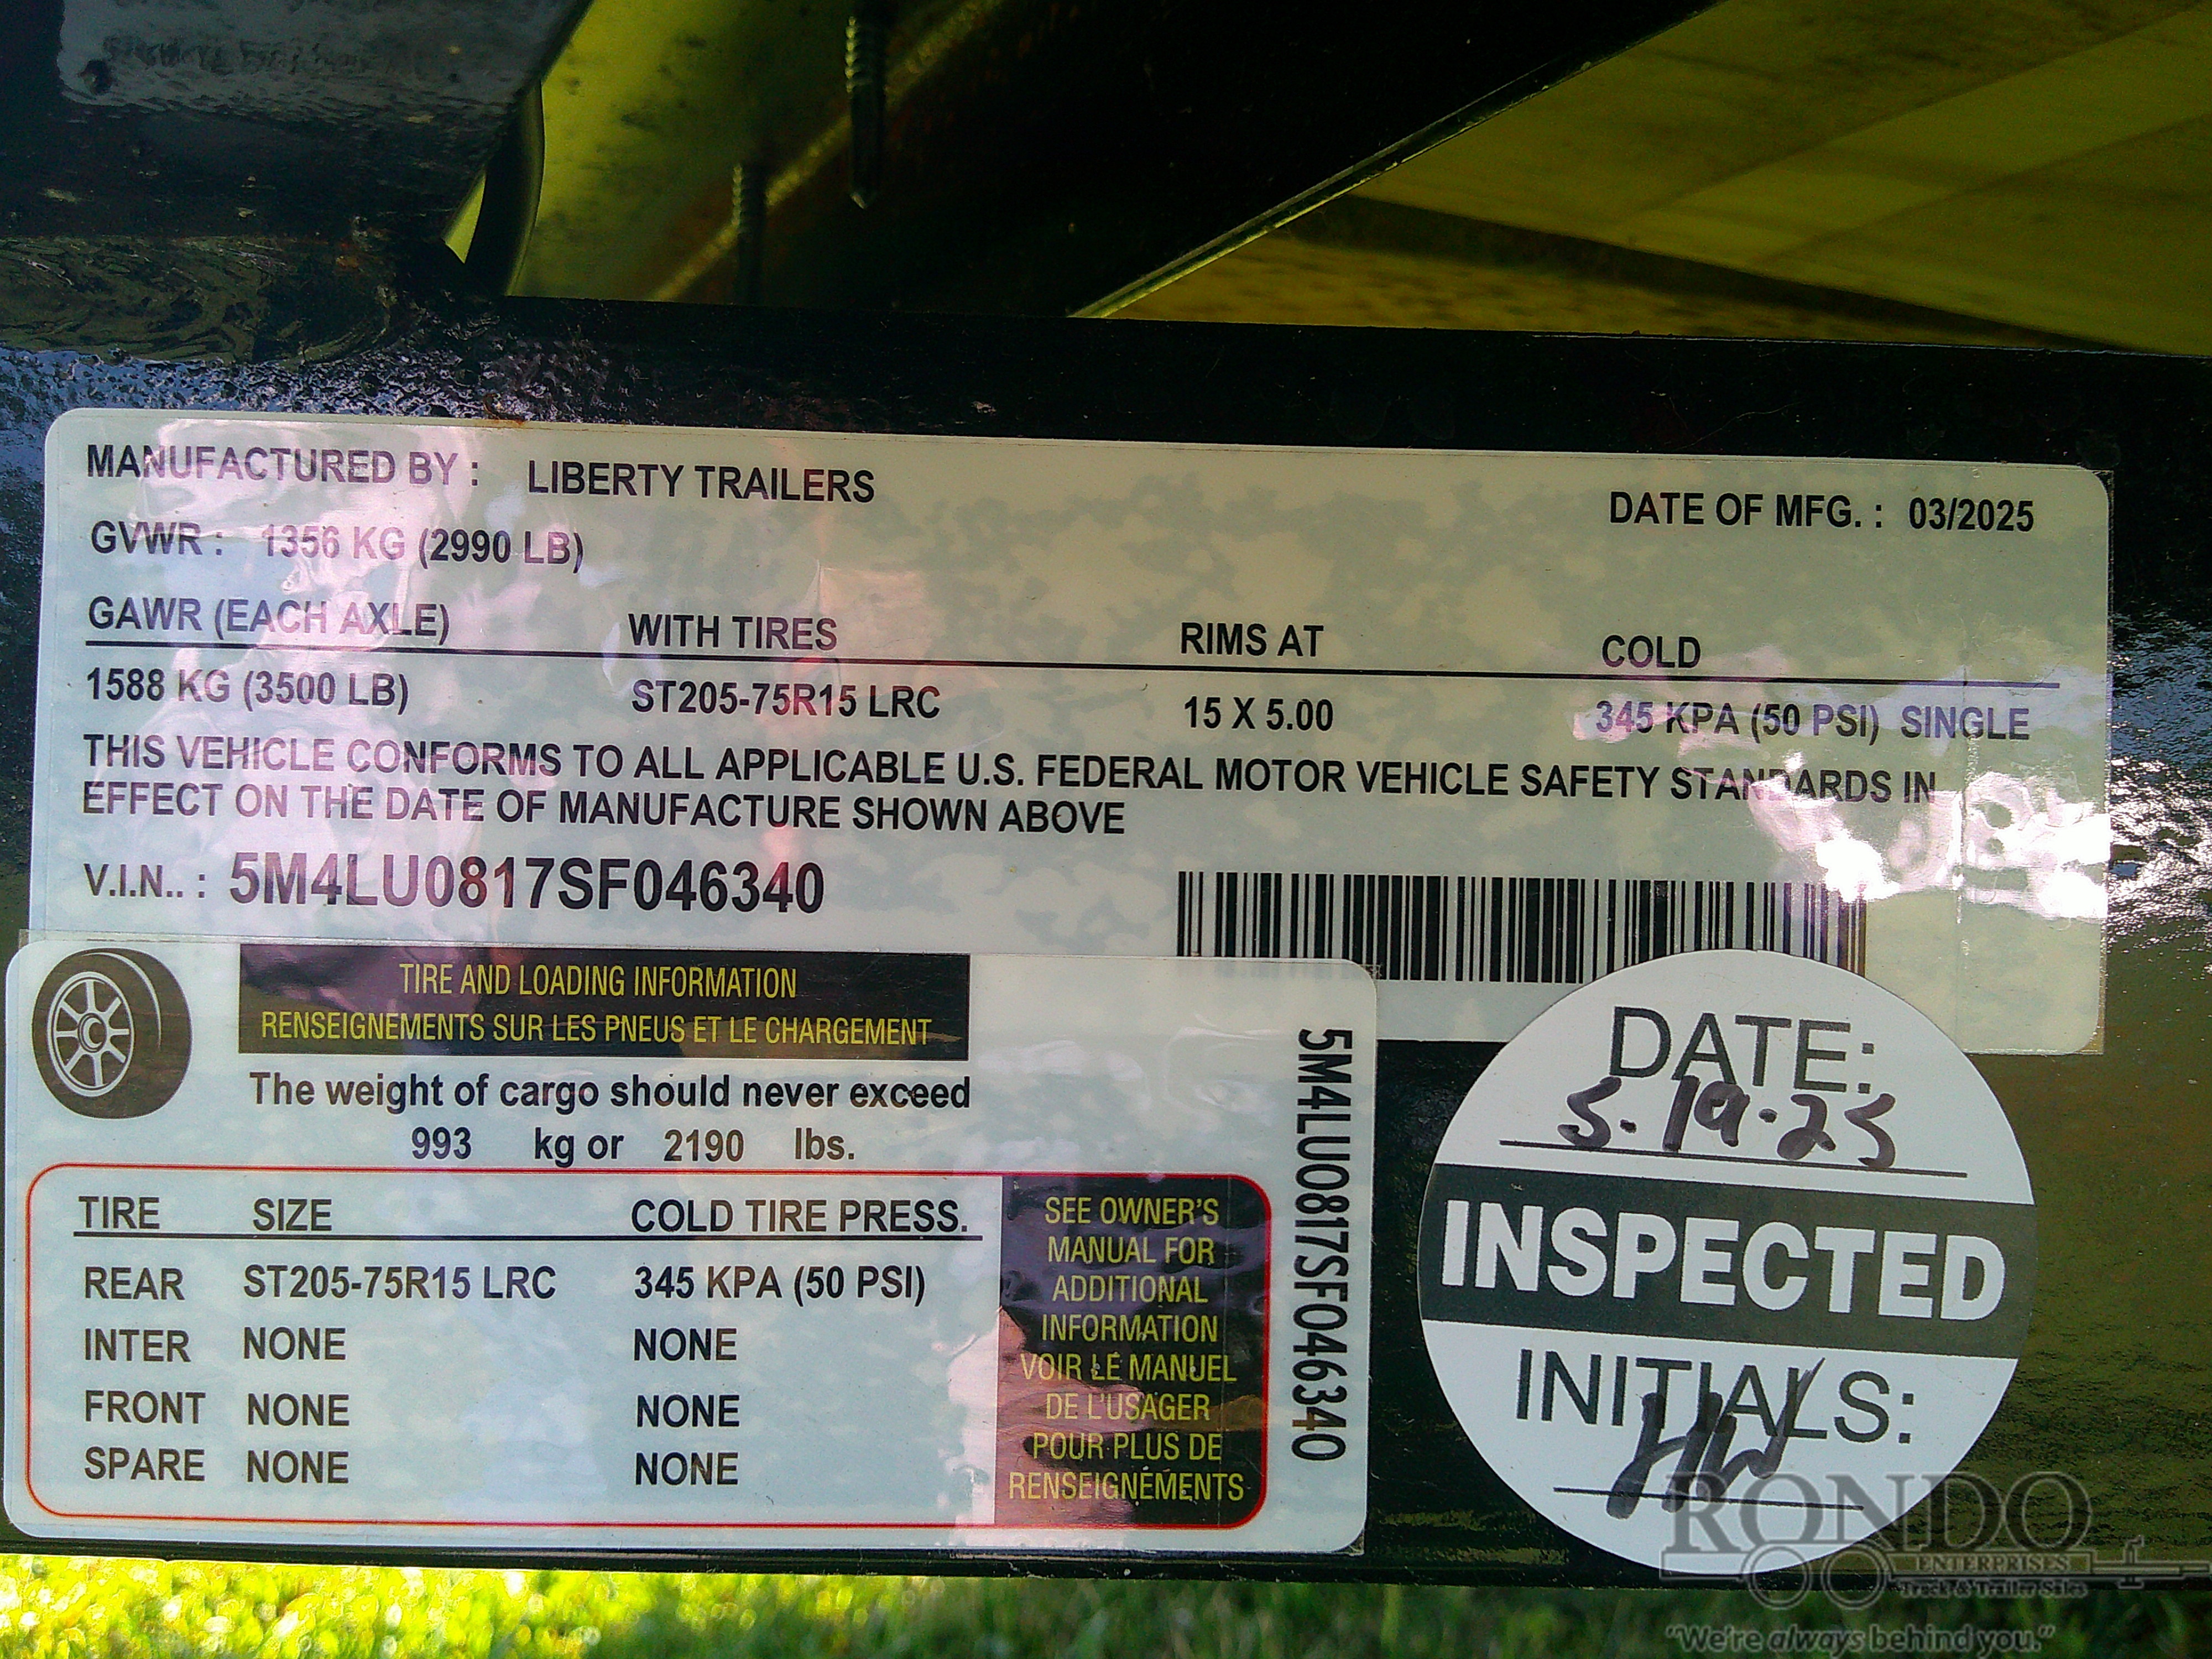 MANUFACTURED BY : LIBERTY TRAILERS
DATE OF MFG. : 03/2025
GVWR : 1356 KG (2990 LB)
GAWR (EACH AXLE) WITH TIRES RIMS AT COLD
1588 KG (3500 LB) ST205-75R15 LRC 15 X 5.00 345 KPA (50 PSI) SINGLE
THIS VEHICLE CONFORMS TO ALL APPLICABLE U.S. FEDERAL MOTOR VEHICLE SAFETY STANDARDS IN
EFFECT ON THE DATE OF MANUFACTURE SHOWN ABOVE
V.I.N.. : 5M4LU0817SF046340
TIRE AND LOADING INFORMATION
RENSEIGNEMENTS SUR LES PNEUS ET LE CHARGEMENT
The weight of cargo should never exceed
993 kg or 2190 lbs.
TIRE SIZE COLD TIRE PRESS.
REAR ST205-75R15 LRC 345 KPA (50 PSI)
INTER NONE NONE
FRONT NONE NONE
SPARE NONE NONE
SEE OWNER'S
MANUAL FOR
ADDITIONAL
INFORMATION
VOIR LE MANUEL
DE L'USAGER
POUR PLUS DE
RENSEIGNEMENTS
5M4LU0817SF046340
DATE:
5-19-25
INSPECTED
INITIALS:
HW
RONDO
ENTERPRISES
Truck & Trailer Sales
"We're always behind you."